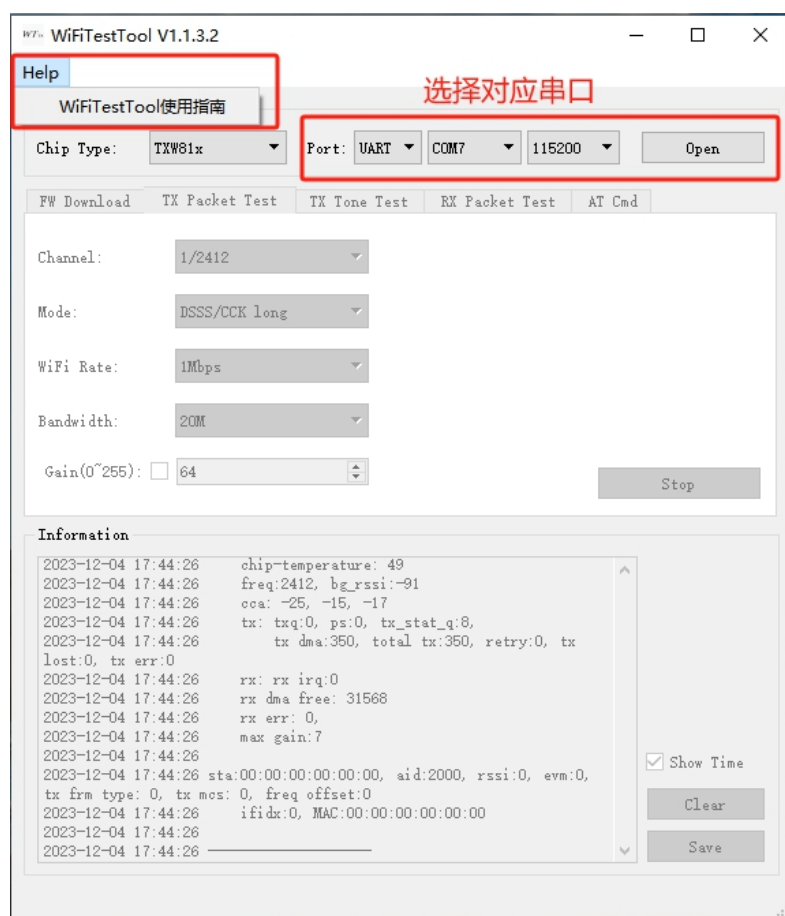 WiFiTestTool V1.1.3.2
Help
WiFiTestTool使用指南
选择对应串口
Chip Type: TXW81x Port: UART COM7 115200 Open
FW Download TX Packet Test TX Tone Test RX Packet Test AT Cmd
Channel: 1/2412
Mode: DSSS/CCK long
WiFi Rate: 1Mbps
Bandwidth: 20M
Gain(0~255): 64
Stop
Information
2023-12-04 17:44:26 chip-temperature: 49
2023-12-04 17:44:26 freq:2412, bg_rssi:-91
2023-12-04 17:44:26 cca: -25, -15, -17
2023-12-04 17:44:26 tx: txq:0, ps:0, tx_stat_q:8,
2023-12-04 17:44:26 tx dma:350, total tx:350, retry:0, tx
lost:0, tx err:0
2023-12-04 17:44:26 rx: rx irq:0
2023-12-04 17:44:26 rx dma free: 31568
2023-12-04 17:44:26 rx err: 0,
2023-12-04 17:44:26 max gain:7
2023-12-04 17:44:26
2023-12-04 17:44:26 sta:00:00:00:00:00:00, aid:2000, rssi:0, evm:0,
tx frm type: 0, tx mcs: 0, freq offset:0
2023-12-04 17:44:26 ifidx:0, MAC:00:00:00:00:00:00
2023-12-04 17:44:26
2023-12-04 17:44:26 ——————————
Show Time
Clear
Save